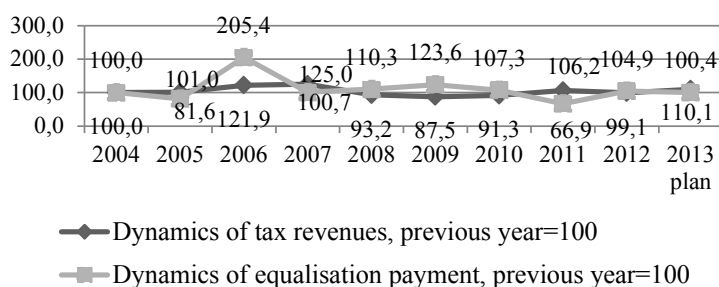 300,0
200,0
100,0
0,0
205,4
100,0 101,0 125,0 110,3 123,6 107,3 106,2 104,9 100,4
100,0 81,6 121,9 100,7 93,2 87,5 91,3 66,9 99,1 110,1
2004 2005 2006 2007 2008 2009 2010 2011 2012 2013
plan
Dynamics of tax revenues, previous year=100
Dynamics of equalisation payment, previous year=100